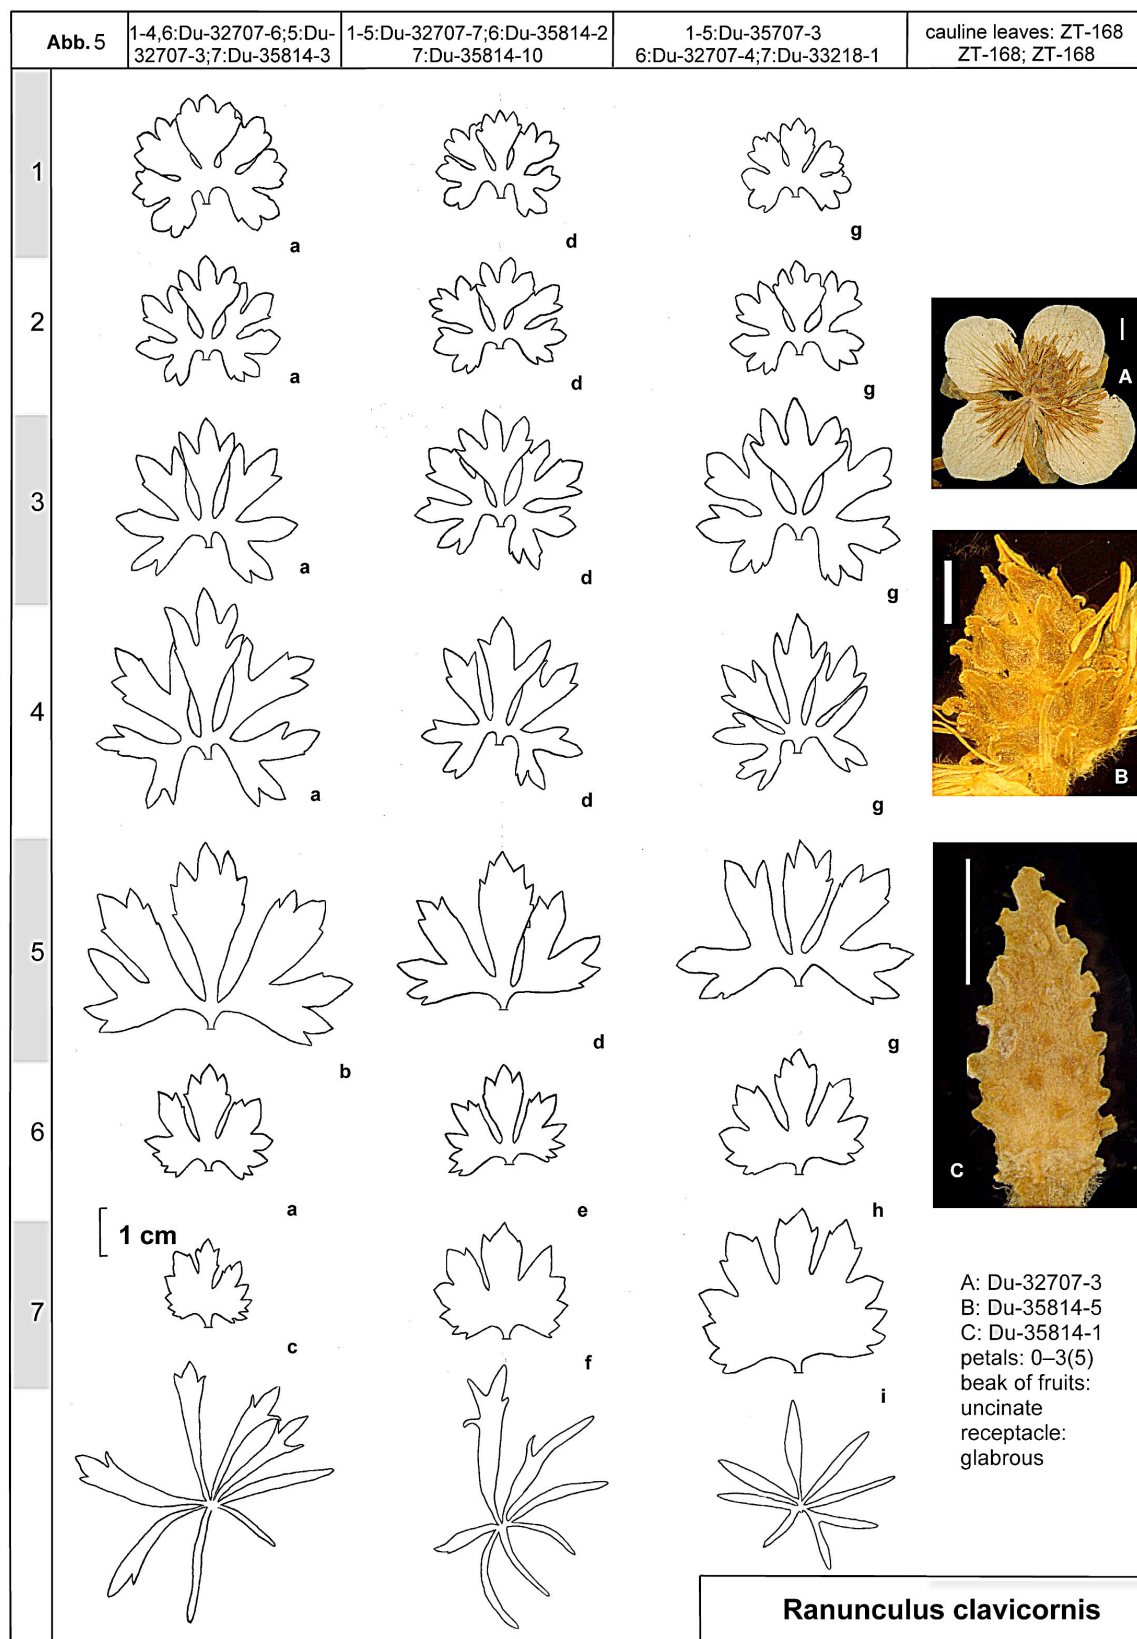 Abb. 5
1-4,6:Du-32707-6;5:Du-
32707-3;7:Du-35814-3
1-5:Du-32707-7;6:Du-35814-2
7:Du-35814-10
1-5:Du-35707-3
6:Du-32707-4;7:Du-33218-1
cauline leaves: ZT-168
ZT-168; ZT-168
1
a
d
g
2
a
d
g
A
3
a
d
g
4
a
d
g
B
5
b
d
g
6
a
e
h
C
1 cm
7
c
f
i
A: Du-32707-3
B: Du-35814-5
C: Du-35814-1
petals: 0–3(5)
beak of fruits:
uncinate
receptacle:
glabrous
Ranunculus clavicornis